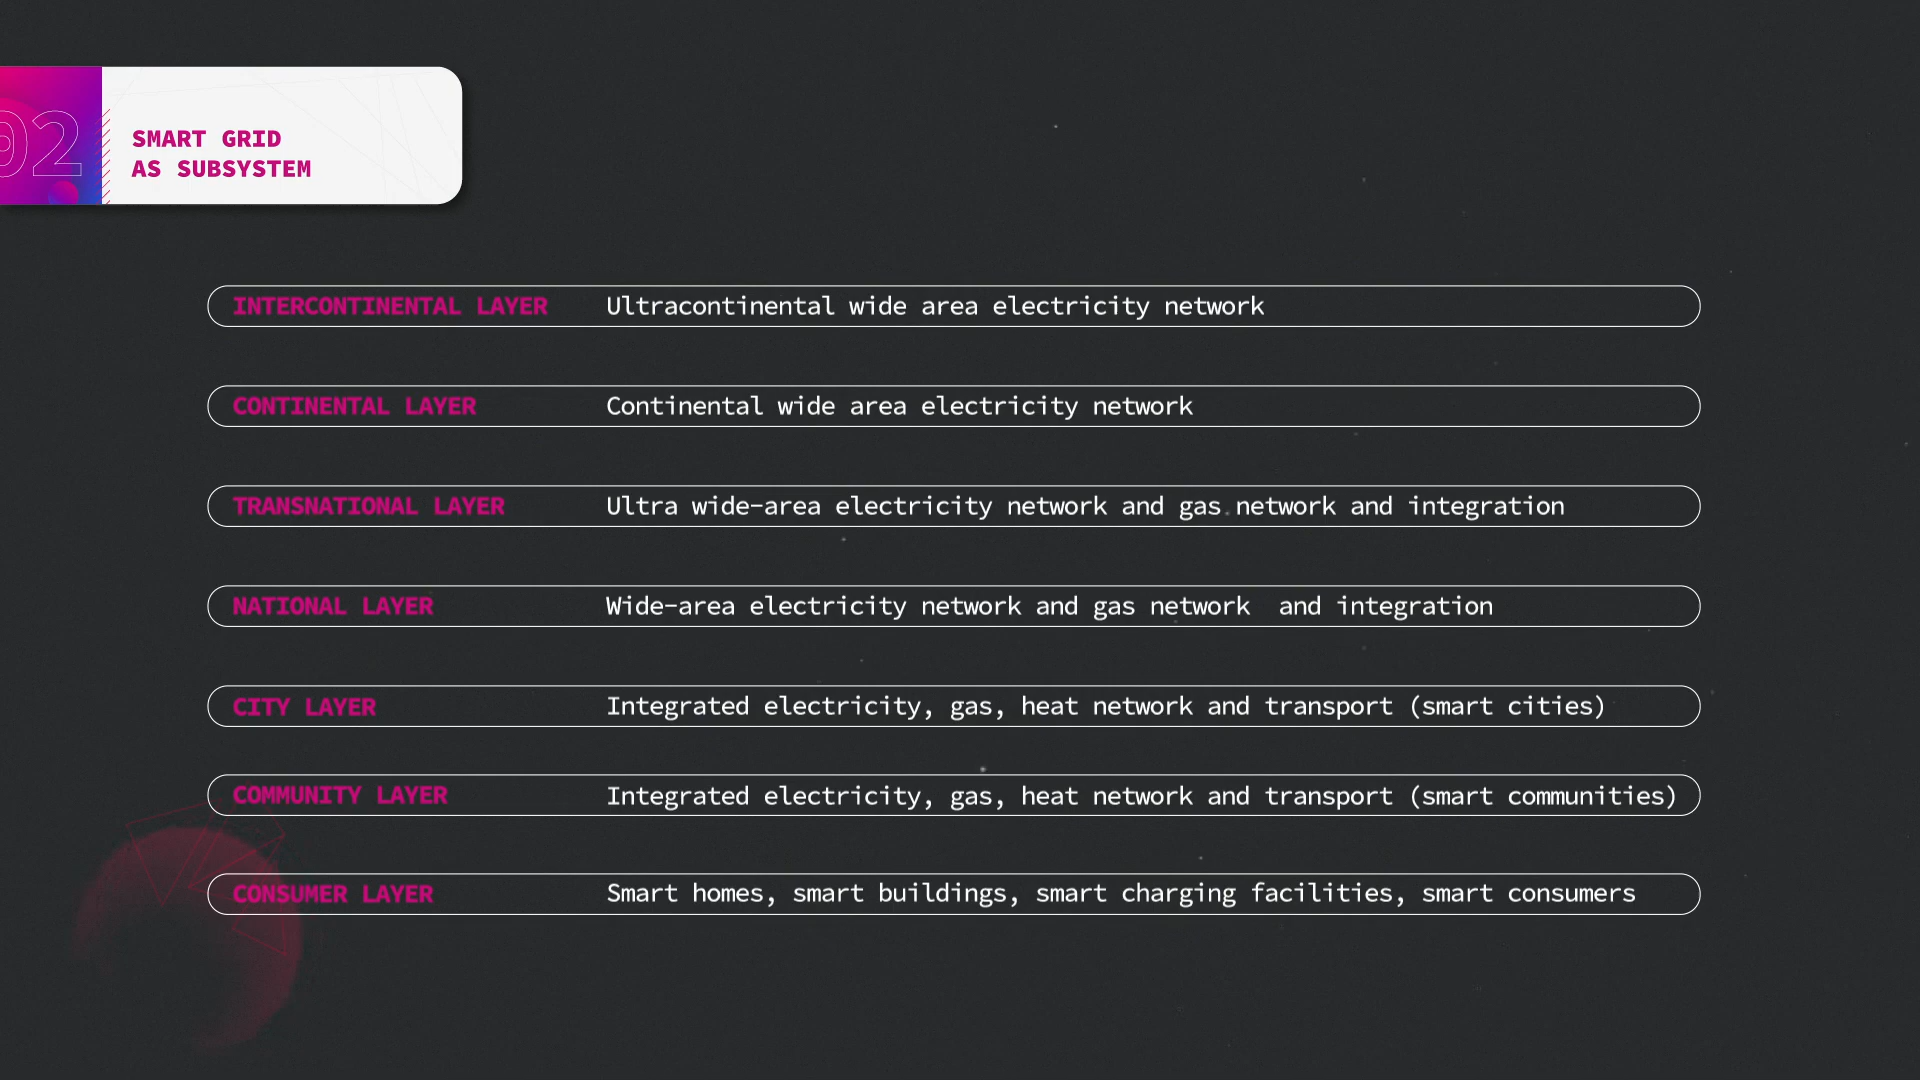 02
SMART GRID
AS SUBSYSTEM
INTERCONTINENTAL LAYER Ultracontinental wide area electricity network
CONTINENTAL LAYER Continental wide area electricity network
TRANSNATIONAL LAYER Ultra wide-area electricity network and gas network and integration
NATIONAL LAYER Wide-area electricity network and gas network  and integration
CITY LAYER Integrated electricity, gas, heat network and transport (smart cities)
COMMUNITY LAYER Integrated electricity, gas, heat network and transport (smart communities)
CONSUMER LAYER Smart homes, smart buildings, smart charging facilities, smart consumers